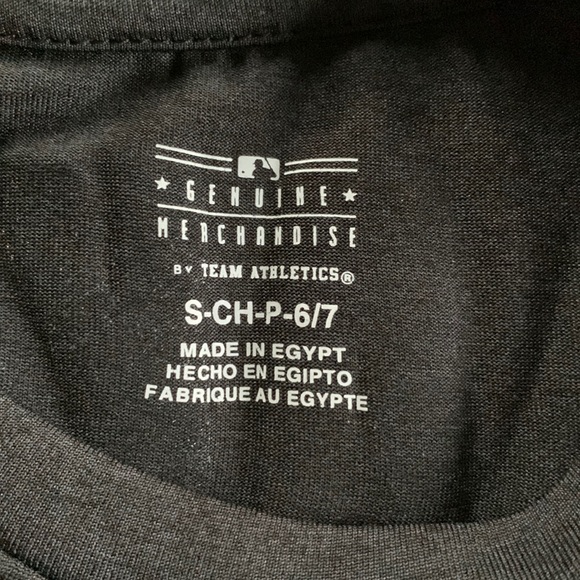 ★ GENUINE ★
MERCHANDISE
BY TEAM ATHLETICS®
S-CH-P-6/7
MADE IN EGYPT
HECHO EN EGIPTO
FABRIQUE AU EGYPTE